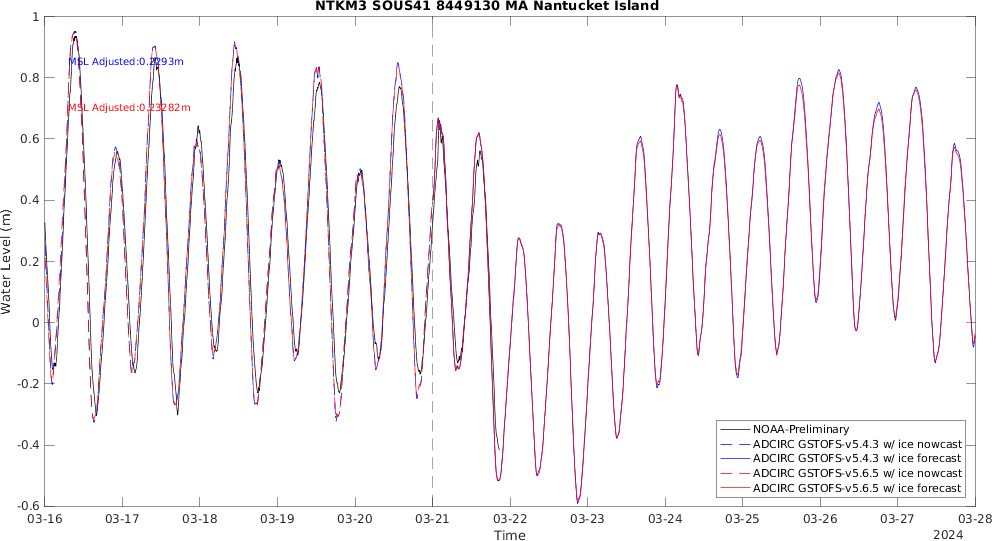 NTKM3 SOUS41 8449130 MA Nantucket Island
Water Level (m)
1
0.8
0.6
0.4
0.2
0
-0.2
-0.4
-0.6
MSL Adjusted:0.2293m
MSL Adjusted:0.23282m
NOAA-Preliminary
ADCIRC GSTOFS-v5.4.3 w/ ice nowcast
ADCIRC GSTOFS-v5.4.3 w/ ice forecast
ADCIRC GSTOFS-v5.6.5 w/ ice nowcast
ADCIRC GSTOFS-v5.6.5 w/ ice forecast
03-16 03-17 03-18 03-19 03-20 03-21 03-22 03-23 03-24 03-25 03-26 03-27 03-28
Time
2024